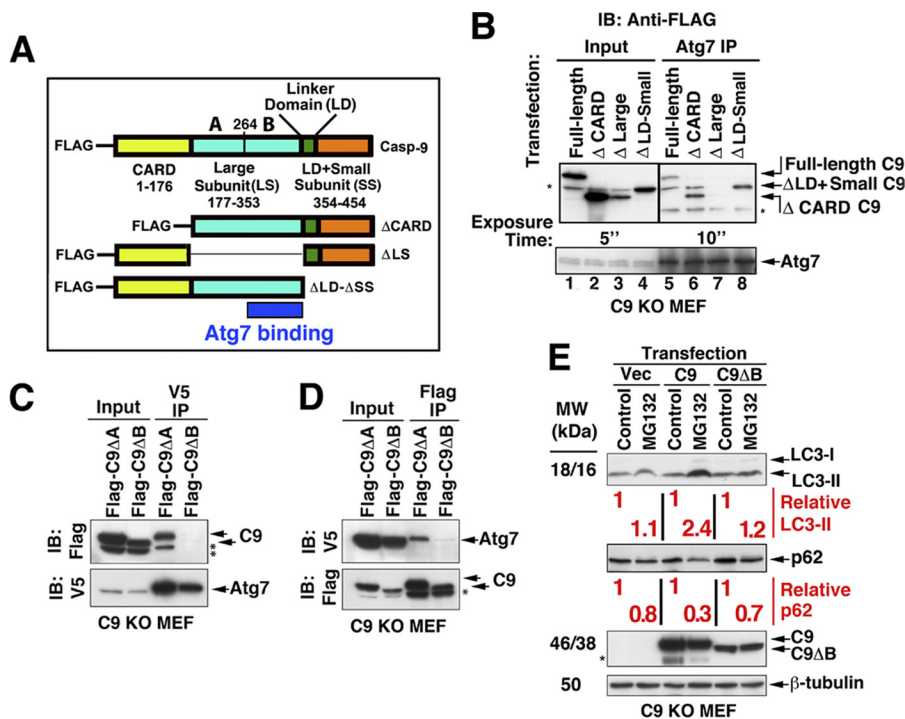 A
FLAG
A 264 B
Linker
Domain (LD)
Casp-9
CARD
1-176
Large
Subunit(LS)
177-353
LD+Small
Subunit (SS)
354-454
FLAG
ΔCARD
FLAG
ΔLS
FLAG
ΔLD-ΔSS
Atg7 binding
B
IB: Anti-FLAG
Input
Atg7 IP
Transfection:
Full-length
Δ CARD
Δ Large
Δ LD-Small
Full-length
Δ CARD
Δ Large
Δ LD-Small
Full-length C9
ΔLD+ Small C9
Δ CARD C9
*
*
Exposure
Time:
5’’
10’’
Atg7
1 2 3 4 5 6 7 8
C9 KO MEF
C
Input
V5
IP
Flag-C9ΔA
Flag-C9ΔB
Flag-C9ΔA
Flag-C9ΔB
IB:
Flag
C9
**
IB:
V5
Atg7
C9 KO MEF
D
Input
Flag
IP
Flag-C9ΔA
Flag-C9ΔB
Flag-C9ΔA
Flag-C9ΔB
IB:
V5
Atg7
IB:
Flag
C9
*
C9 KO MEF
E
Transfection
Vec
C9
C9ΔB
MW
(kDa)
Control
MG132
Control
MG132
Control
MG132
18/16
LC3-I
LC3-II
1 1.1 1 2.4 1 1.2
Relative
LC3-II
p62
1 0.8 1 0.3 1 0.7
Relative
p62
46/38
*
C9
C9ΔB
50
β-tubulin
C9 KO MEF